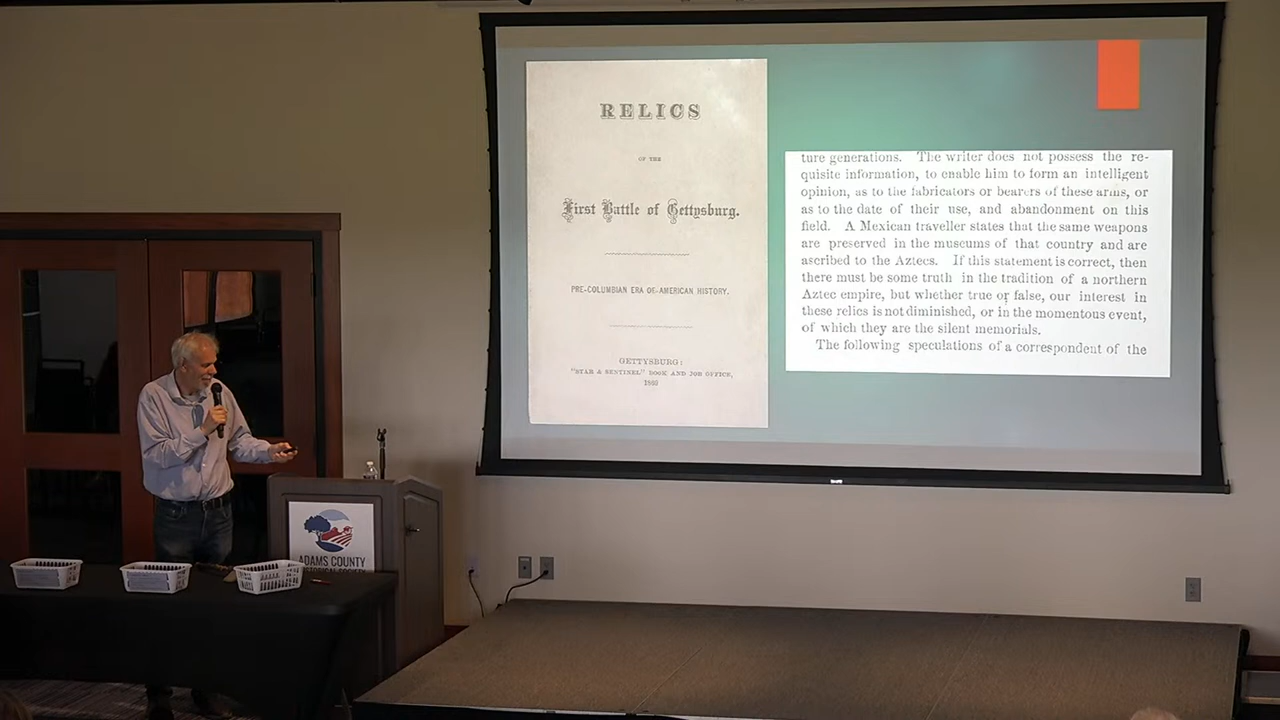 RELICS
OF THE
First Battle of Gettysburg.
PRE-COLUMBIAN ERA OF AMERICAN HISTORY.
GETTYSBURG:
"STAR & SENTINEL" BOOK AND JOB OFFICE,
ture generations. The writer does not possess the re-
quisite information, to enable him to form an intelligent
opinion, as to the fabricators or bearers of these arms, or
as to the date of their use, and abandonment on this
field. A Mexican traveller states that the same weapons
are preserved in the museums of that country and are
ascribed to the Aztecs. If this statement is correct, then
there must be some truth in the tradition of a northern
Aztec empire, but whether true or false, our interest in
these relics is not diminished, or in the momentous event,
of which they are the silent memorials.
The following speculations of a correspondent of the
ADAMS COUNTY
HISTORICAL SOCIETY